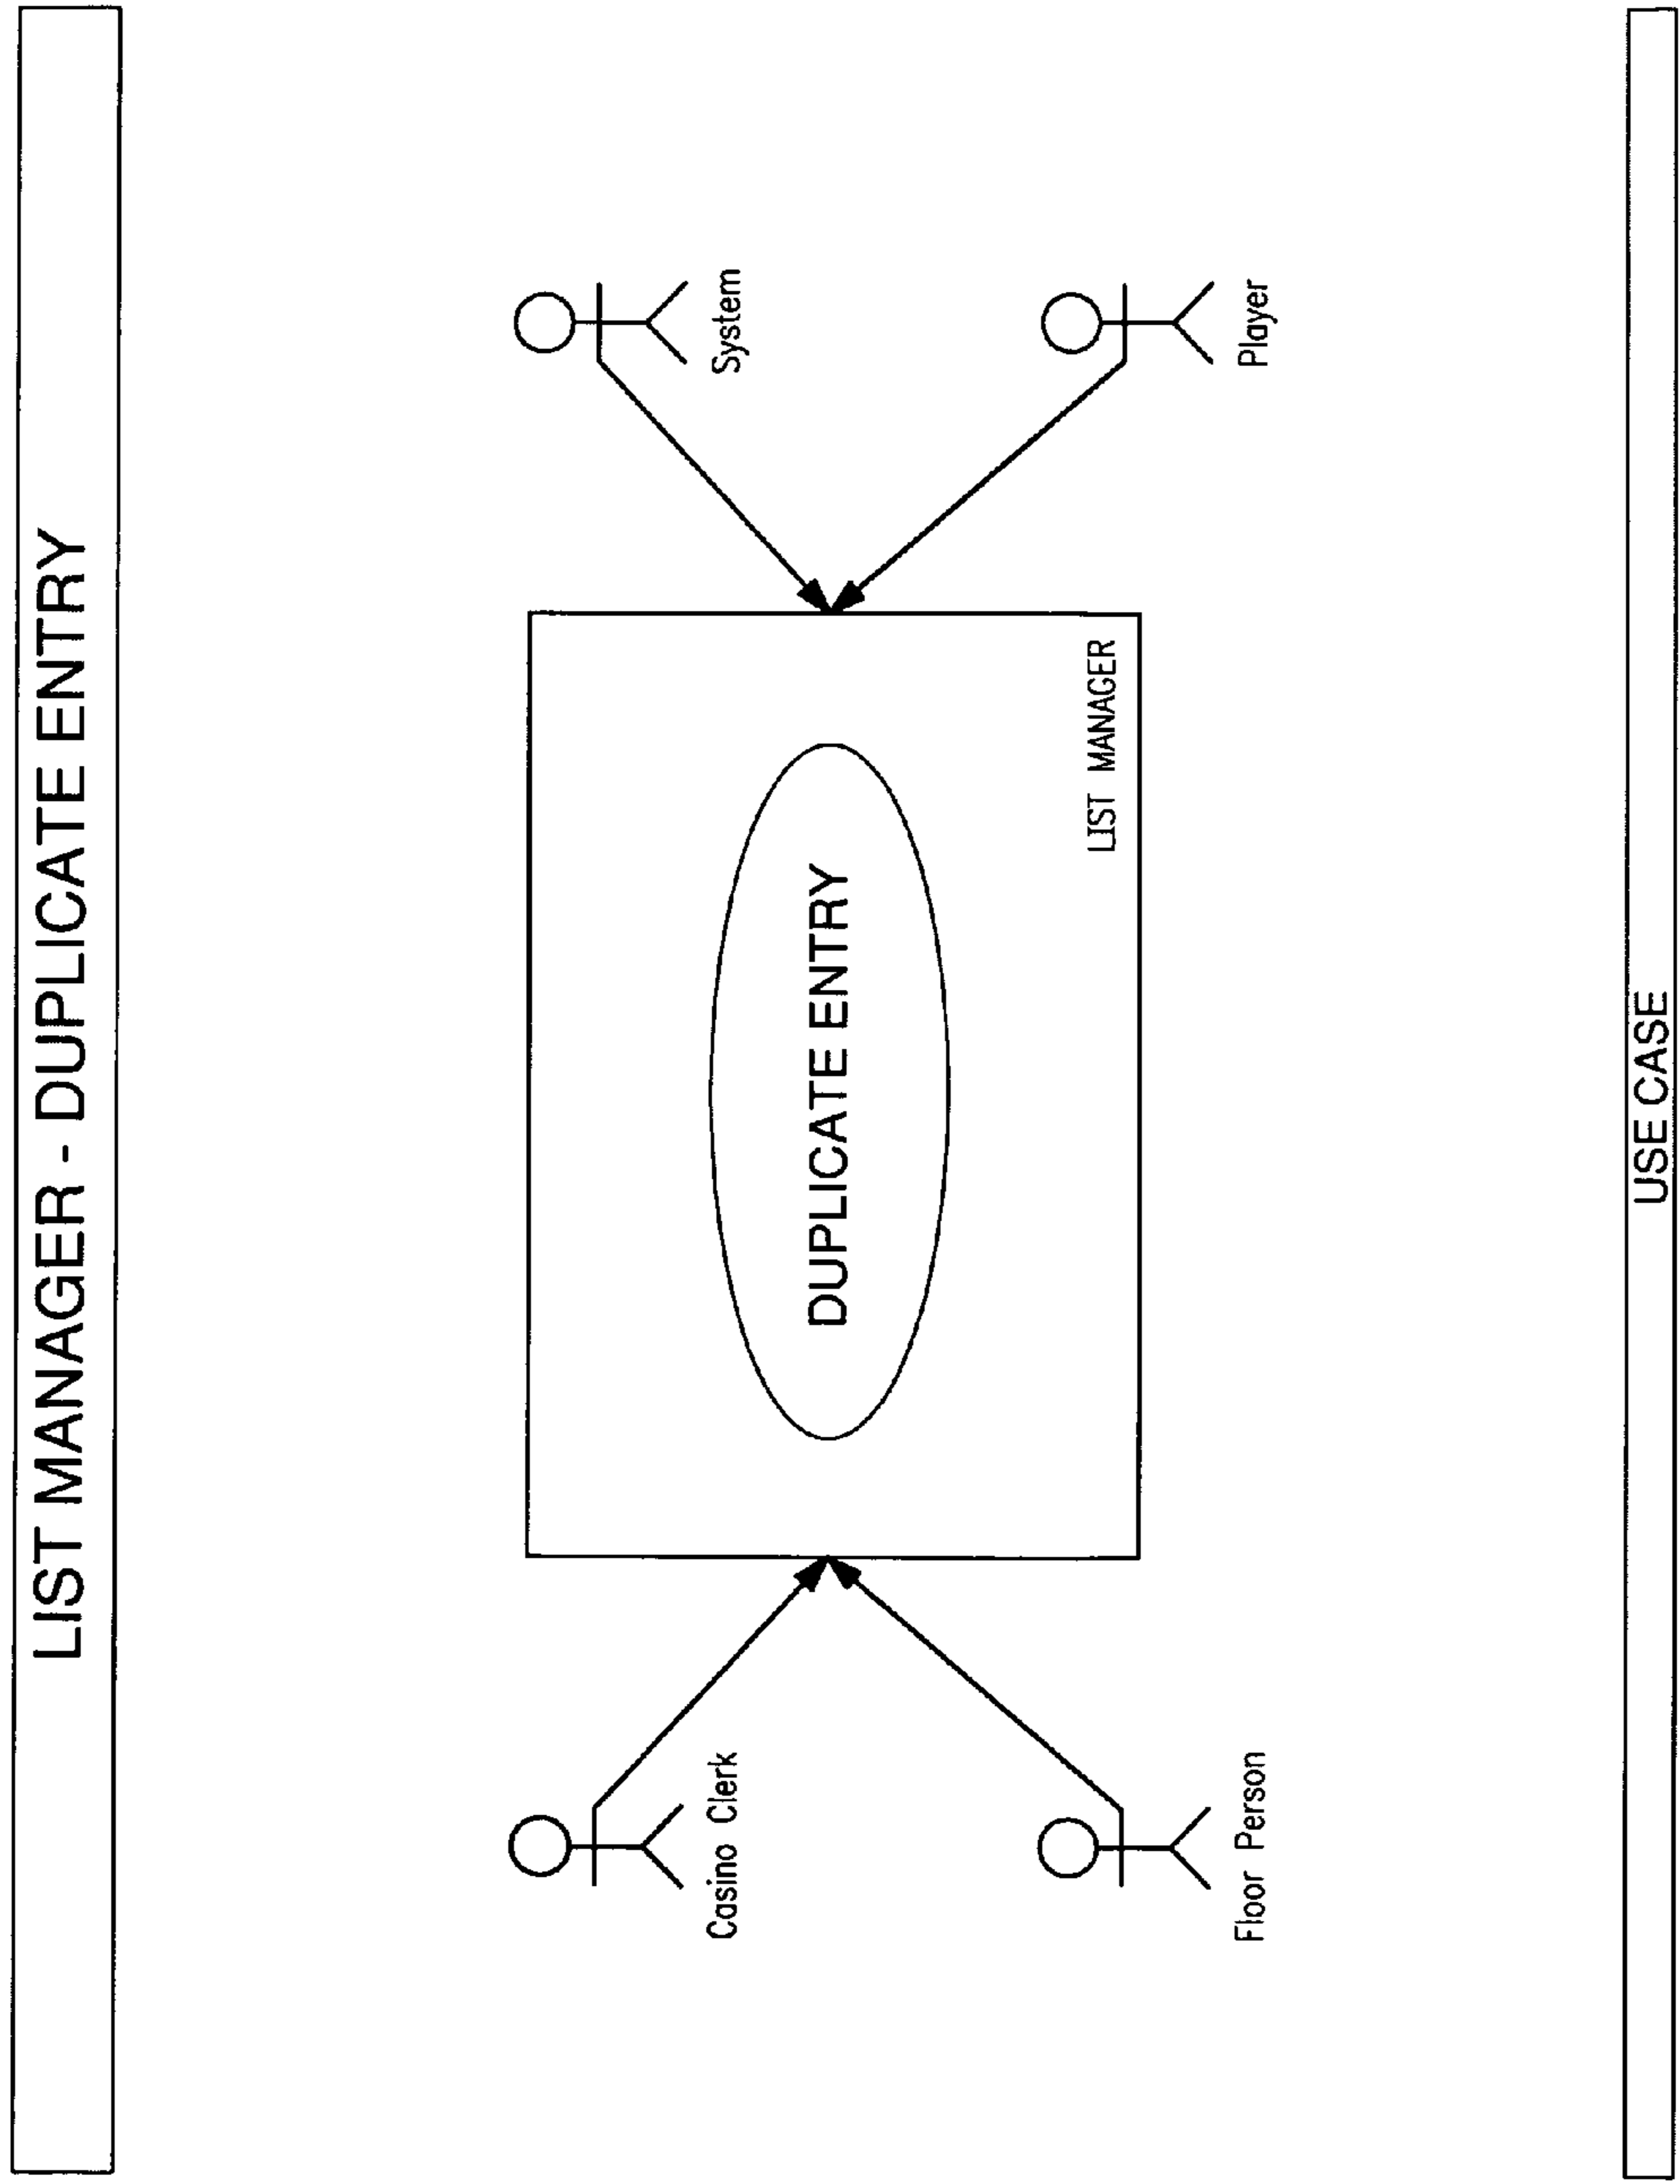 LIST MANAGER - DUPLICATE ENTRY
Casino Clerk
System
DUPLICATE ENTRY
LIST MANAGER
Floor Person
Player
USE CASE